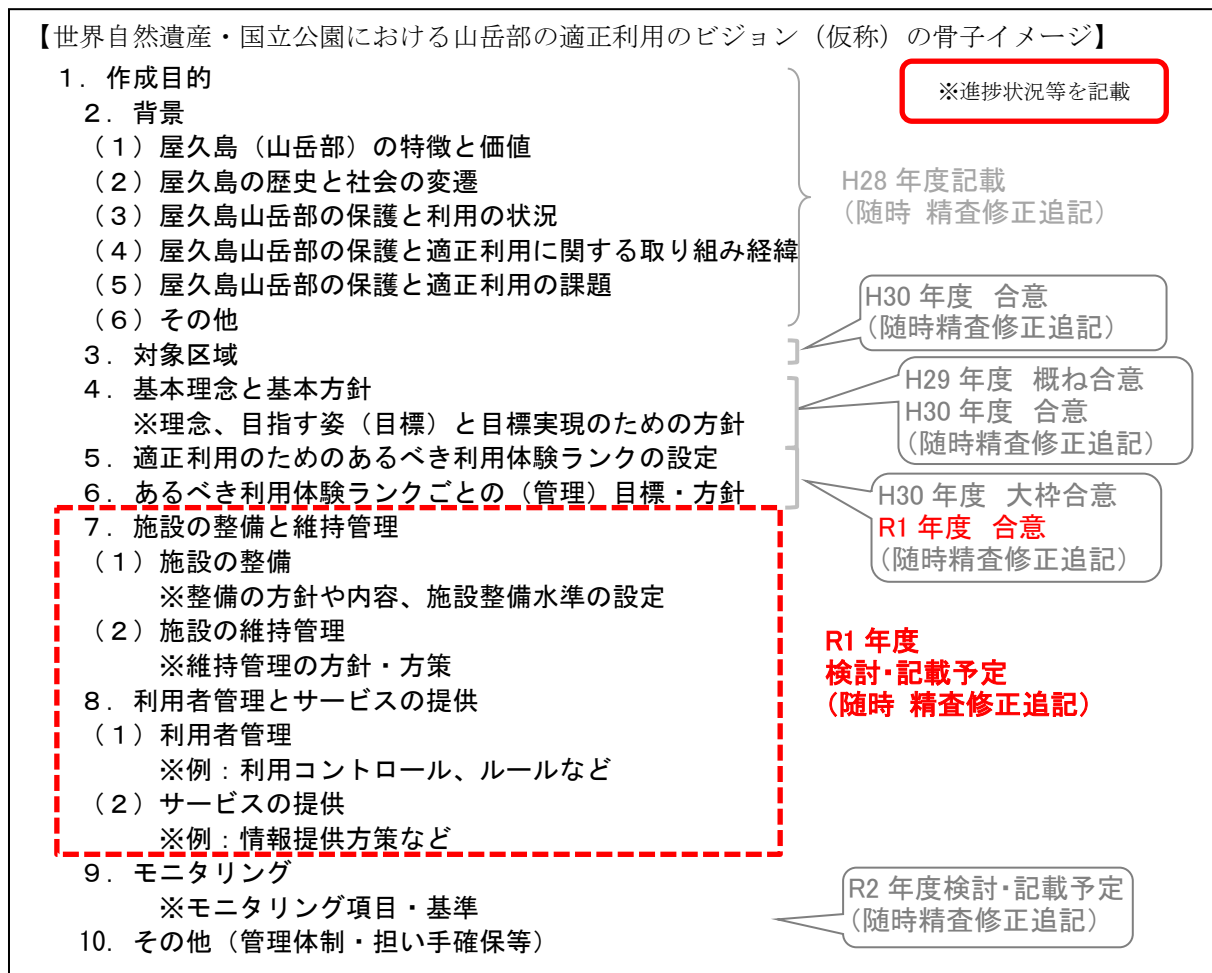 【世界自然遺産・国立公園における山岳部の適正利用のビジョン（仮称）の骨子イメージ】
※進捗状況等を記載
１．作成目的
２．背景
（１）屋久島（山岳部）の特徴と価値
（２）屋久島の歴史と社会の変遷
（３）屋久島山岳部の保護と利用の状況
（４）屋久島山岳部の保護と適正利用に関する取り組み経緯
（５）屋久島山岳部の保護と適正利用の課題
（６）その他
H28 年度記載
（随時 精査修正追記）
３．対象区域
H30 年度 合意
（随時精査修正追記）
４．基本理念と基本方針
※理念、目指す姿（目標）と目標実現のための方針
H29 年度 概ね合意
H30 年度 合意
（随時精査修正追記）
５．適正利用のためのあるべき利用体験ランクの設定
６．あるべき利用体験ランクごとの（管理）目標・方針
H30 年度 大枠合意
R1 年度 合意
（随時精査修正追記）
７．施設の整備と維持管理
（１）施設の整備
※整備の方針や内容、施設整備水準の設定
（２）施設の維持管理
※維持管理の方針・方策
８．利用者管理とサービスの提供
（１）利用者管理
※例：利用コントロール、ルールなど
（２）サービスの提供
※例：情報提供方策など
R1 年度
検討・記載予定
（随時 精査修正追記）
９．モニタリング
※モニタリング項目・基準
10. その他（管理体制・担い手確保等）
R2 年度検討・記載予定
（随時精査修正追記）